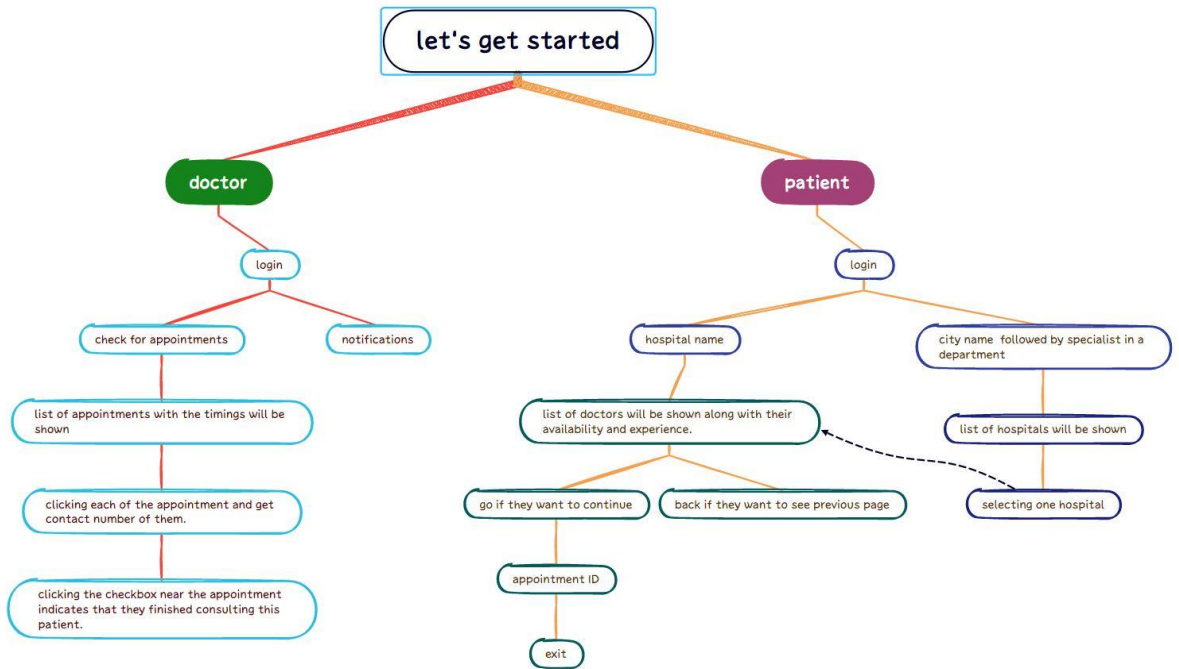 let's get started
doctor
patient
login
login
check for appointments
notifications
hospital name
city name followed by specialist in a
department
list of appointments with the timings will be
shown
list of doctors will be shown along with their
availability and experience.
list of hospitals will be shown
clicking each of the appointment and get
contact number of them.
go if they want to continue
back if they want to see previous page
selecting one hospital
appointment ID
clicking the checkbox near the appointment
indicates that they finished consulting this
patient.
exit